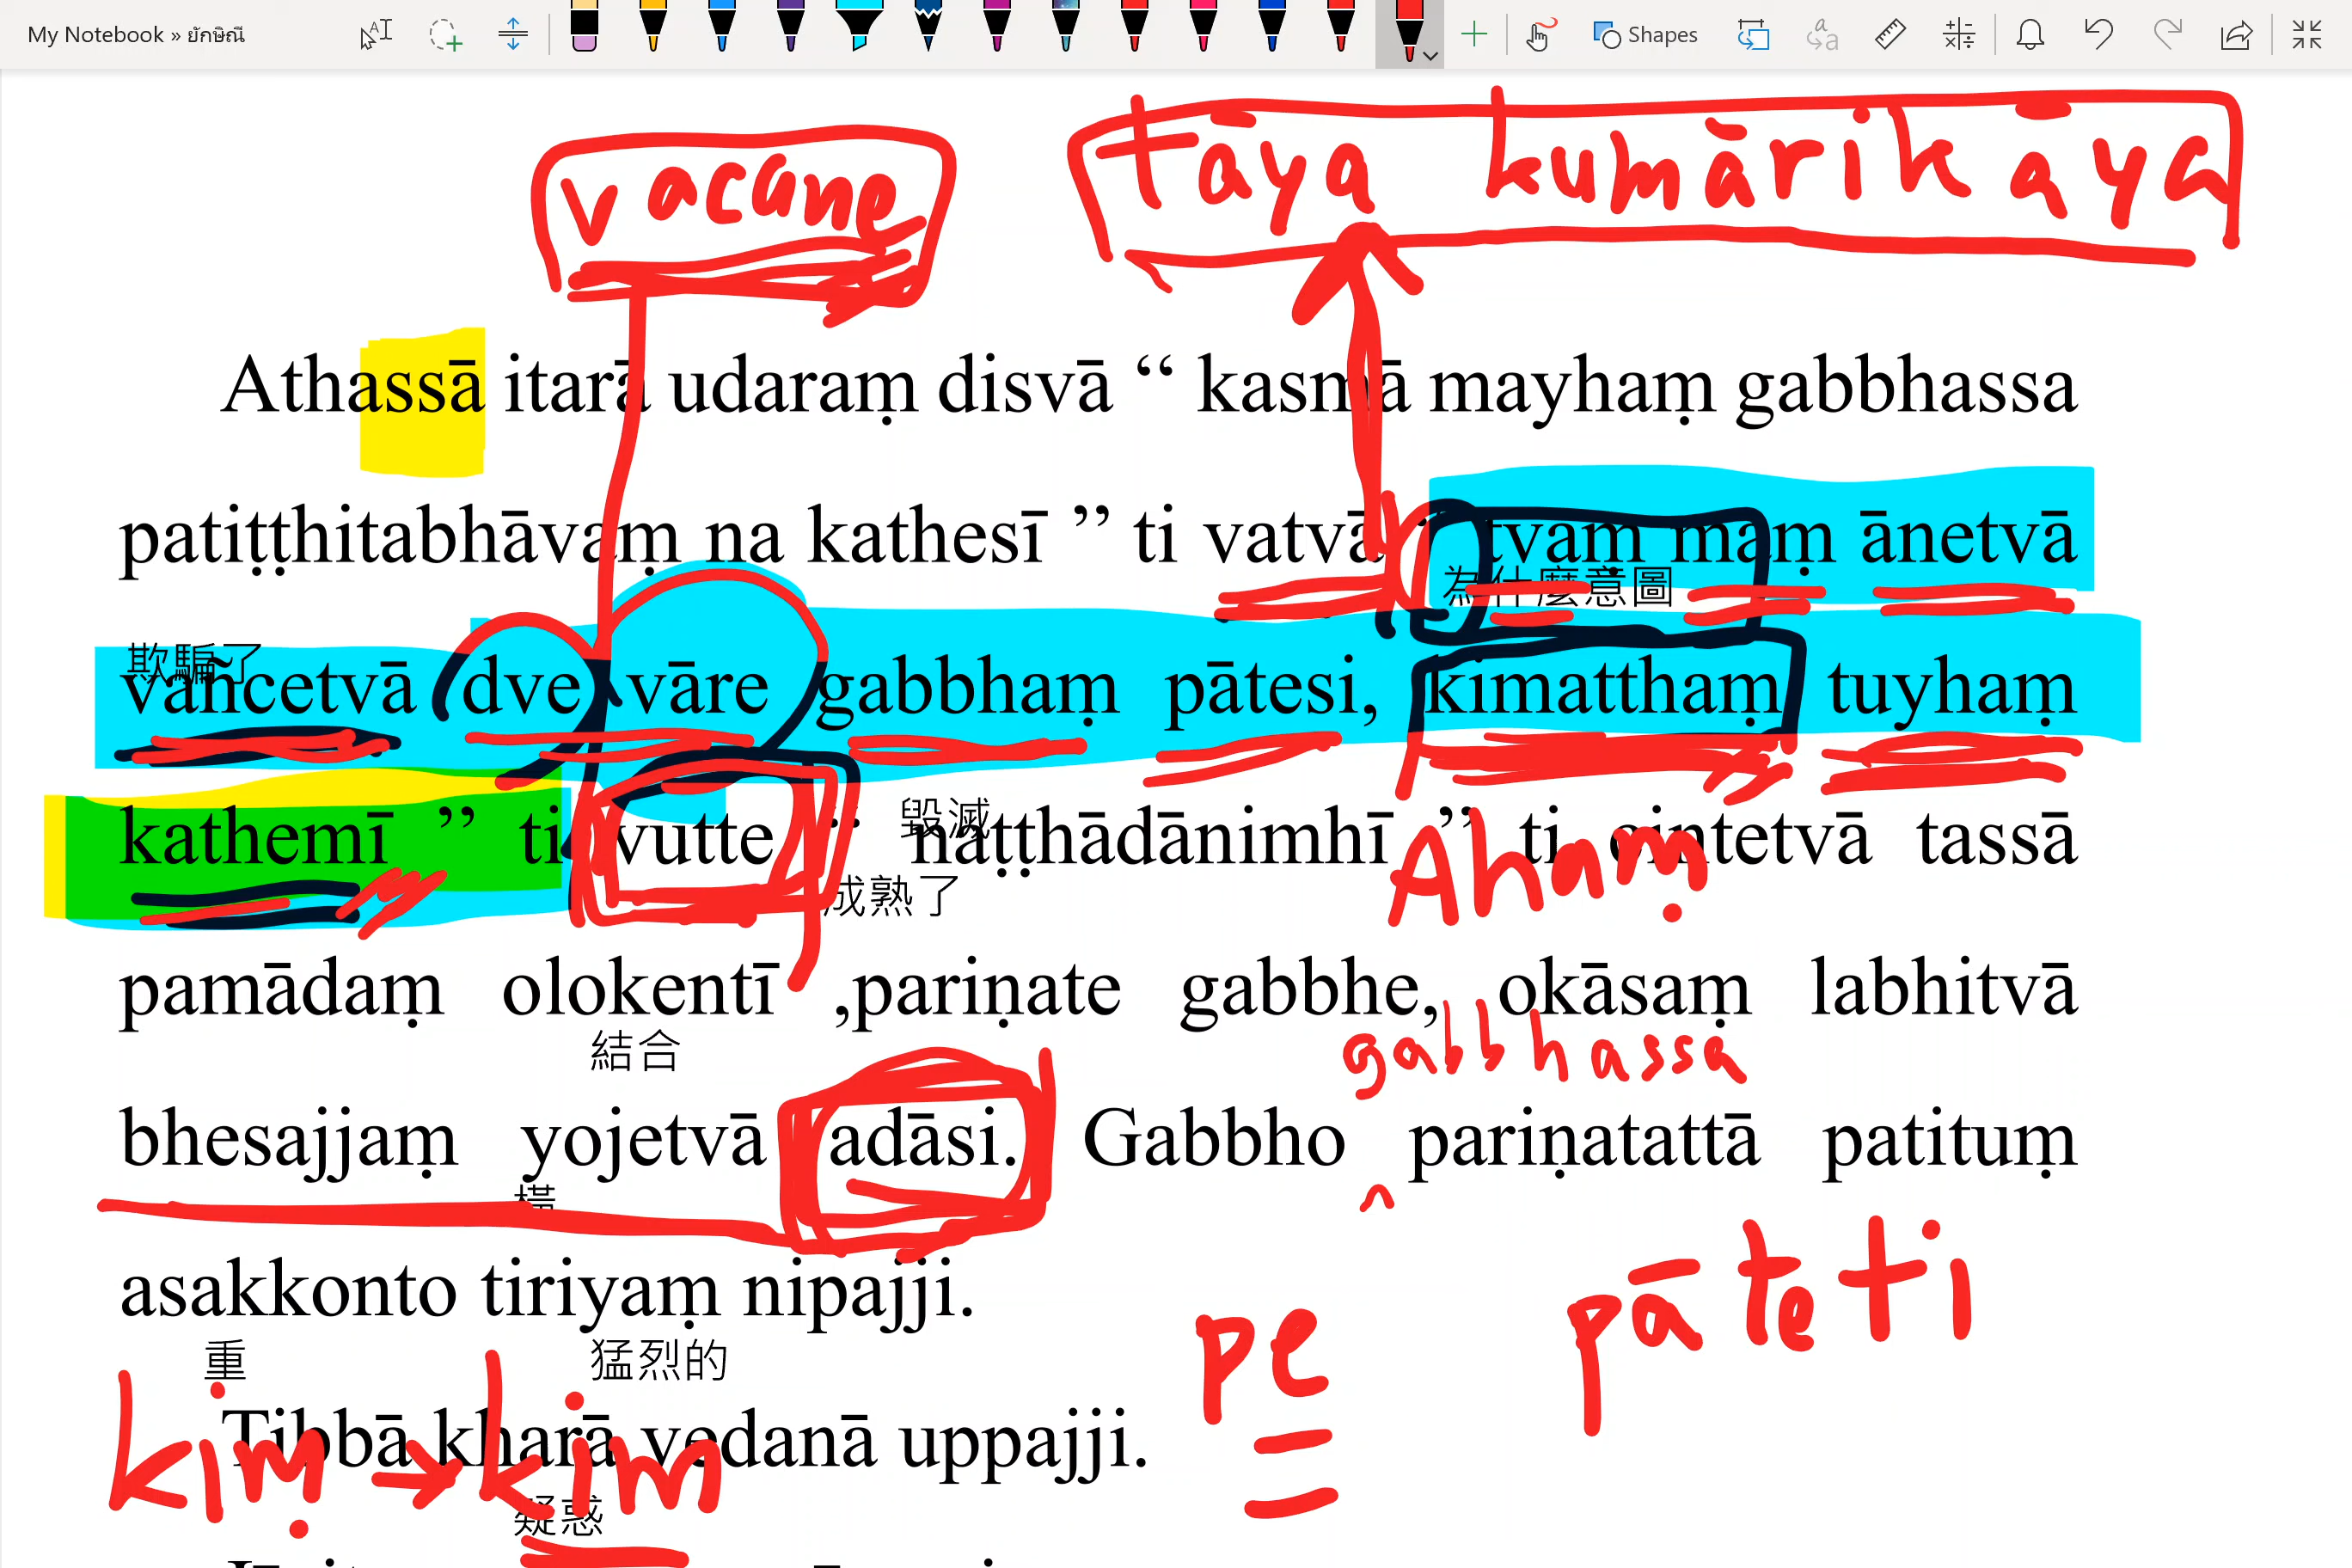 My Notebook » ยักษิณี
Shapes
vacane
tāya kumārikāya
Athassā itarā udaraṃ disvā “ kasmā mayhaṃ gabbhassa
patiṭṭhitabhāvaṃ na kathesī ” ti vatvā “ tvaṃ maṃ ānetvā
為什麼意圖
欺騙了
vañcetvā dve vāre gabbhaṃ pātesi, kimatthaṃ tuyhaṃ
毀滅
kathemī ” ti vutte “ naṭṭhādānimhī ” ti cintetvā tassā
Ahaṃ
成熟了
pamādaṃ olokentī ,pariṇate gabbhe, okāsaṃ labhitvā
結合
gabbhassa
bhesajjaṃ yojetvā adāsi. Gabbho pariṇatattā patituṃ
橫
asakkonto tiriyaṃ nipajji.
pāteti
pe
重 猛烈的
Tibbā kharā vedanā uppajji.
kiṃ → kim
疑惑